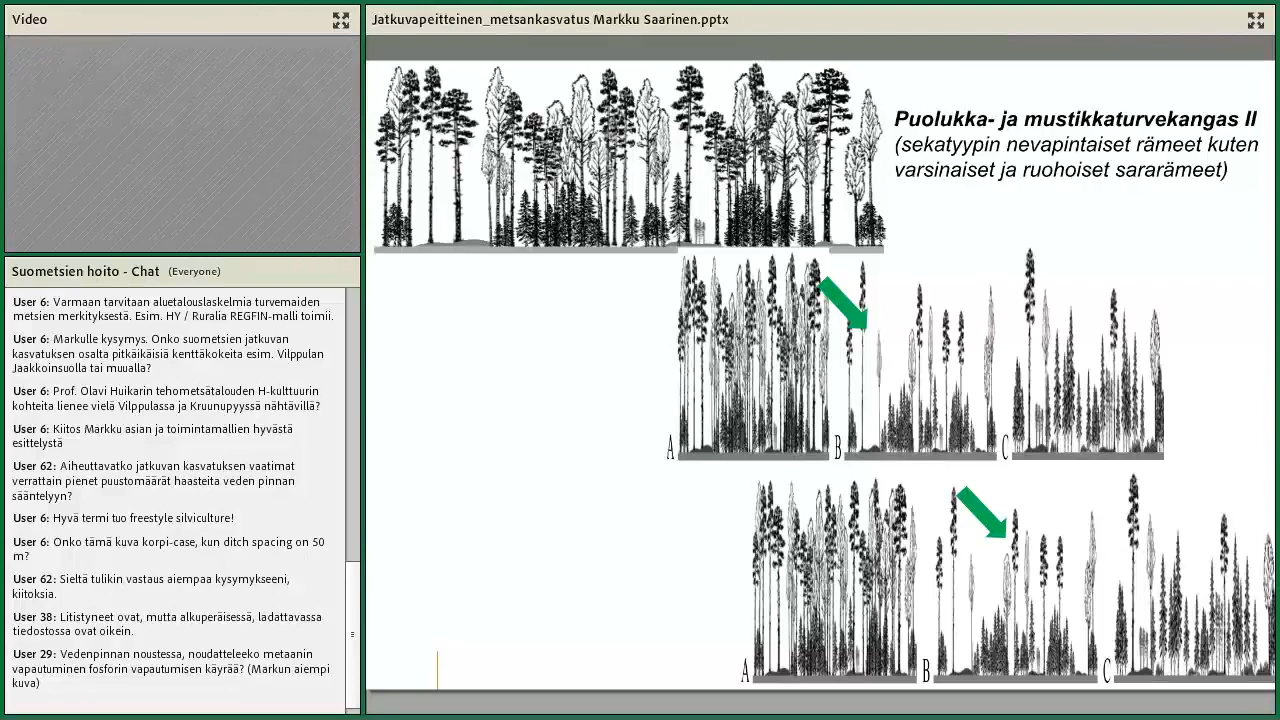 Video
Jatkuvapeitteinen_metsankasvatus Markku Saarinen.pptx
Suometsien hoito - Chat (Everyone)
User 6: Varmaan tarvitaan aluetalouslaskelmia turvemaiden
metsien merkityksestä. Esim. HY / Ruralia REGFIN-malli toimii.
User 6: Markulle kysymys. Onko suometsien jatkuvan
kasvatuksen osalta pitkäikäisiä kenttäkokeita esim. Vilppulan
Jaakkoinsuolla tai muualla?
User 6: Prof. Olavi Huikarin tehometsätalouden H-kulttuurin
kohteita lienee vielä Vilppulassa ja Kruunupyyssä nähtävillä?
User 6: Kiitos Markku asian ja toimintamallien hyvästä
esittelystä
User 62: Aiheuttavatko jatkuvan kasvatuksen vaatimat
verrattain pienet puustomäärät haasteita veden pinnan
sääntelyyn?
User 6: Hyvä termi tuo freestyle silviculture!
User 6: Onko tämä kuva korpi-case, kun ditch spacing on 50
m?
User 62: Sieltä tulikin vastaus aiempaa kysymykseeni,
kiitoksia.
User 38: Litistyneet ovat, mutta alkuperäisessä, ladattavassa
tiedostossa ovat oikein.
User 29: Vedenpinnan noustessa, noudatteleeko metaanin
vapautuminen fosforin vapautumisen käyrää? (Markun aiempi
kuva)
Puolukka- ja mustikkaturvekangas II
(sekatyypin nevapintaiset rämeet kuten
varsinaiset ja ruohoiset sararämeet)
A B C
A B C